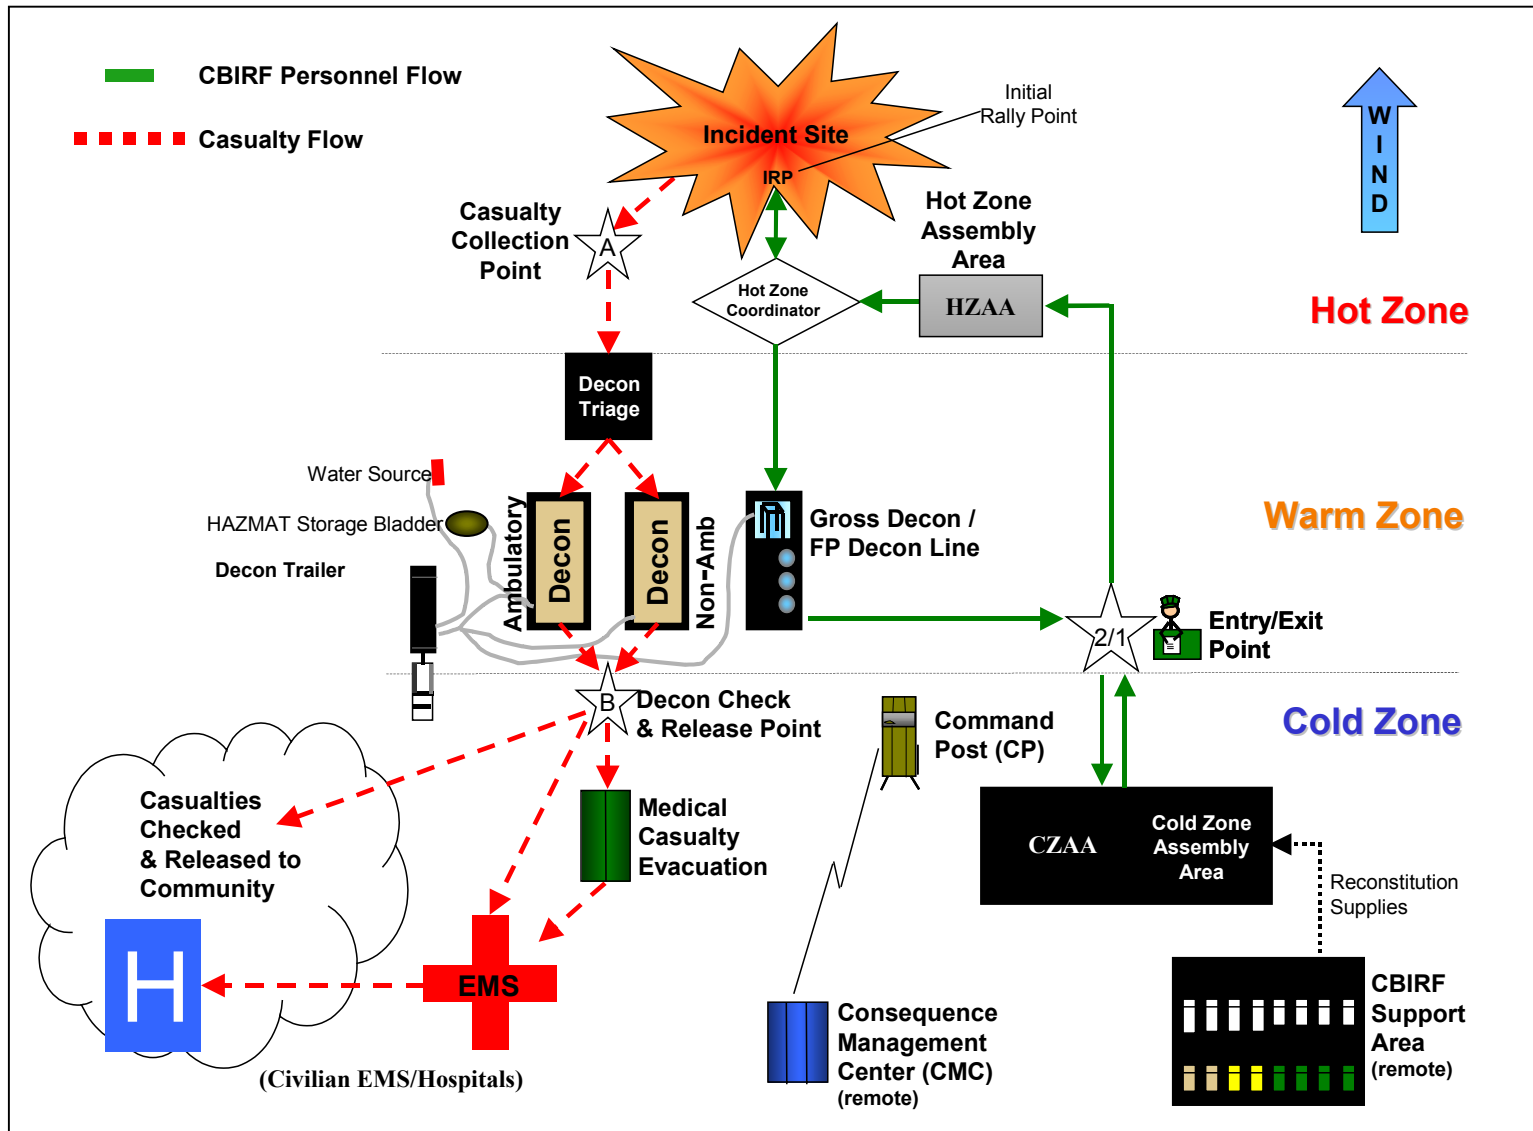 CBIRF Personnel Flow
Casualty Flow
Incident Site
IRP
Initial
Rally Point
W
I
N
D
Casualty
Collection
Point
A
Hot Zone
Assembly
Area
Hot Zone
Coordinator
HZAA
Hot Zone
Decon
Triage
Water Source
HAZMAT Storage Bladder
Decon Trailer
Ambulatory
Decon
Decon
Non-Amb
Gross Decon /
FP Decon Line
Warm Zone
2/1
Entry/Exit
Point
B
Decon Check
& Release Point
Command
Post (CP)
Cold Zone
Casualties
Checked
& Released to
Community
Medical
Casualty
Evacuation
CZAA
Cold Zone
Assembly
Area
Reconstitution
Supplies
H
EMS
(Civilian EMS/Hospitals)
Consequence
Management
Center (CMC)
(remote)
CBIRF
Support
Area
(remote)